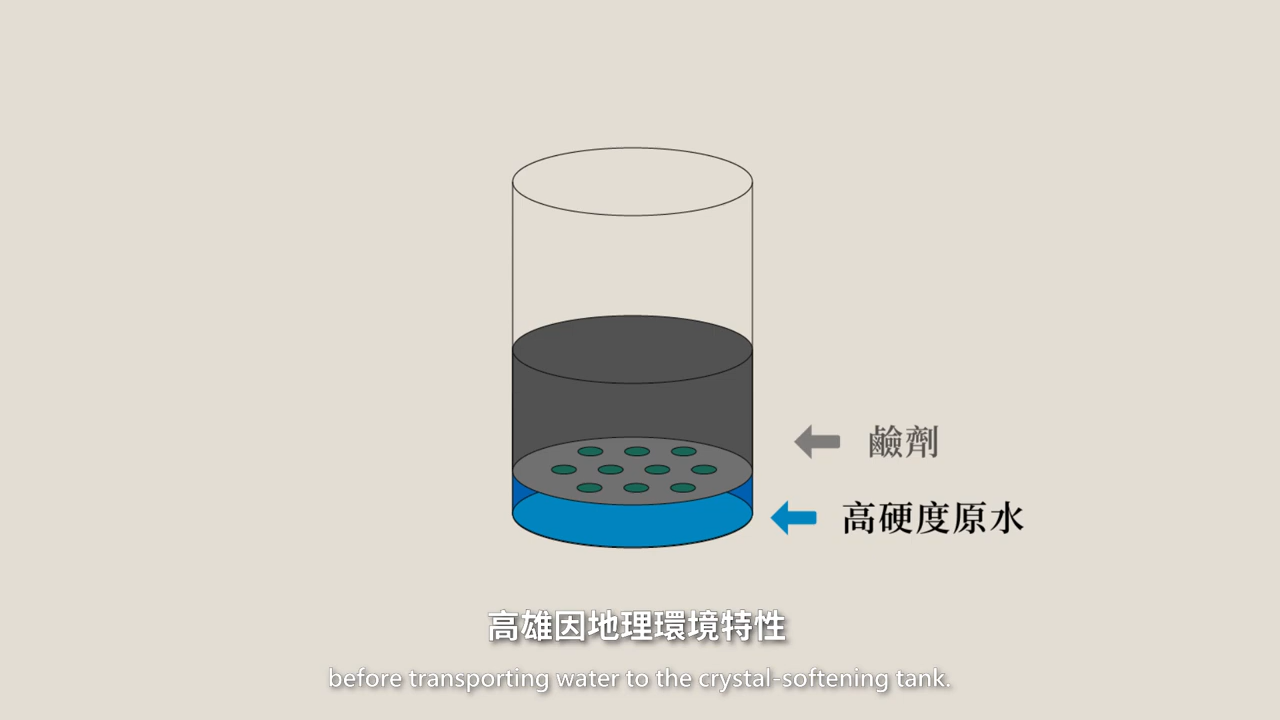 鹼劑
高硬度原水
高雄因地理環境特性
before transporting water to the crystal-softening tank.